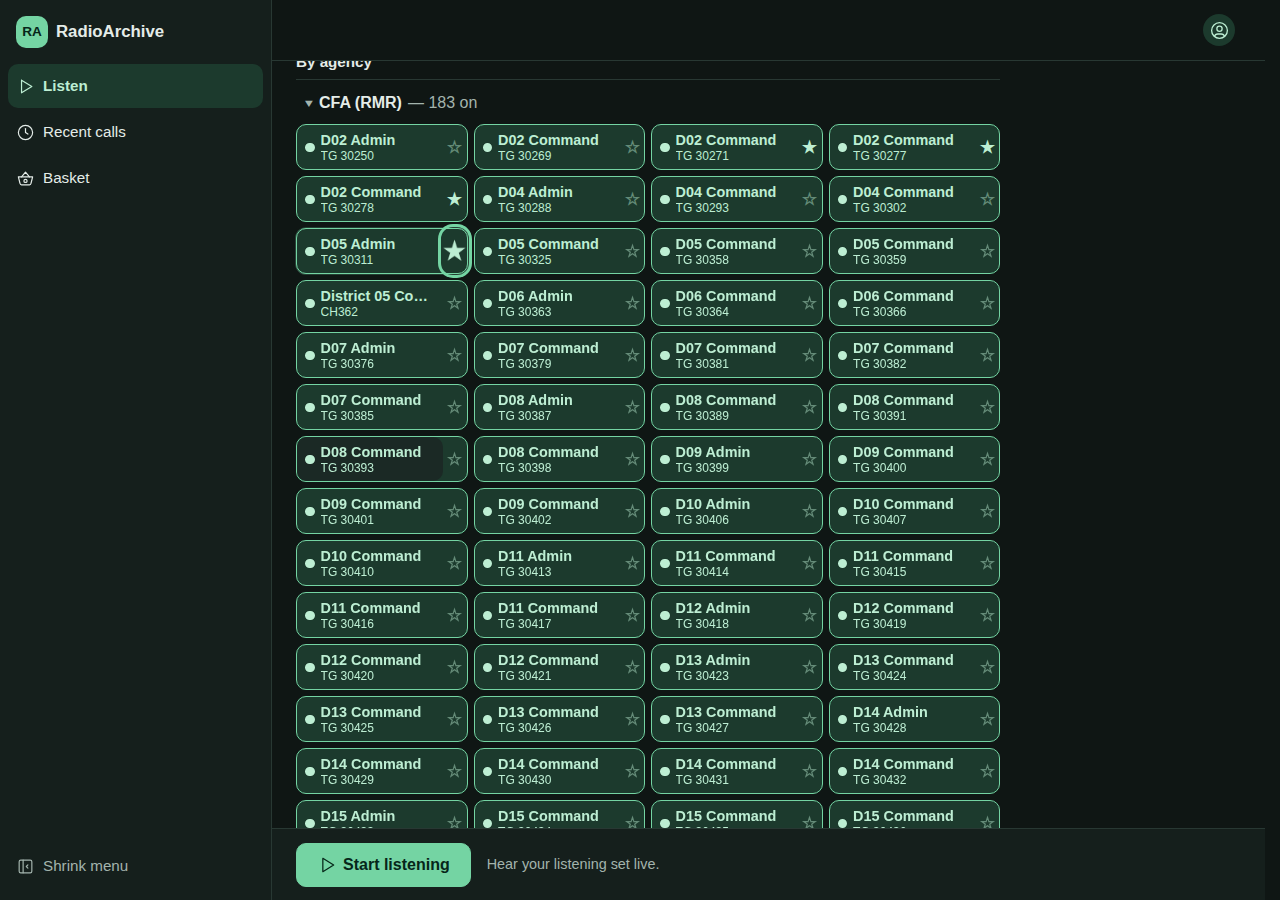 RA RadioArchive
Listen
Recent calls
Basket
Shrink menu
By agency
CFA (RMR) — 183 on
D02 Admin
TG 30250
D02 Command
TG 30269
D02 Command
TG 30271
D02 Command
TG 30277
D02 Command
TG 30278
D04 Admin
TG 30288
D04 Command
TG 30293
D04 Command
TG 30302
D05 Admin
TG 30311
D05 Command
TG 30325
D05 Command
TG 30358
D05 Command
TG 30359
District 05 Co…
CH362
D06 Admin
TG 30363
D06 Command
TG 30364
D06 Command
TG 30366
D07 Admin
TG 30376
D07 Command
TG 30379
D07 Command
TG 30381
D07 Command
TG 30382
D07 Command
TG 30385
D08 Admin
TG 30387
D08 Command
TG 30389
D08 Command
TG 30391
D08 Command
TG 30393
D08 Command
TG 30398
D09 Admin
TG 30399
D09 Command
TG 30400
D09 Command
TG 30401
D09 Command
TG 30402
D10 Admin
TG 30406
D10 Command
TG 30407
D10 Command
TG 30410
D11 Admin
TG 30413
D11 Command
TG 30414
D11 Command
TG 30415
D11 Command
TG 30416
D11 Command
TG 30417
D12 Admin
TG 30418
D12 Command
TG 30419
D12 Command
TG 30420
D12 Command
TG 30421
D13 Admin
TG 30423
D13 Command
TG 30424
D13 Command
TG 30425
D13 Command
TG 30426
D13 Command
TG 30427
D14 Admin
TG 30428
D14 Command
TG 30429
D14 Command
TG 30430
D14 Command
TG 30431
D14 Command
TG 30432
D15 Admin
D15 Command
D15 Command
D15 Command
Start listening
Hear your listening set live.